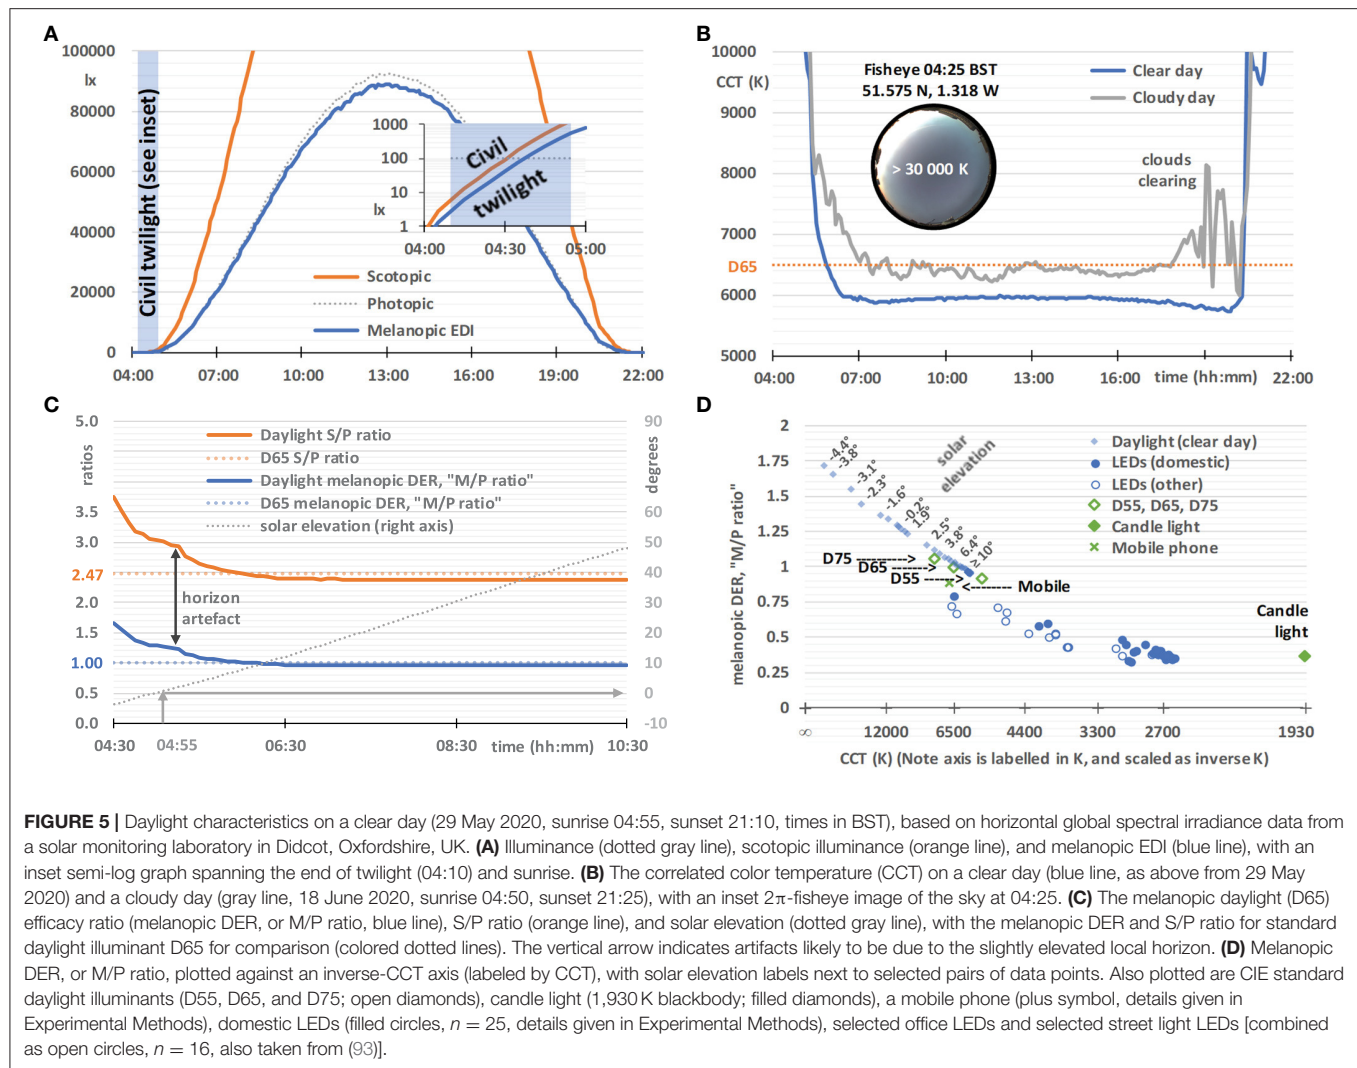 A
100000
lx
80000
60000
40000
20000
0
04:00 07:00 10:00 13:00 16:00 19:00 22:00
Civil twilight (see inset)
1000
100
10
lx
1
04:00 04:30 05:00
Civil
twilight
Scotopic
Photopic
Melanopic EDI
B
10000
CCT (K)
9000
8000
7000
D65
6000
5000
04:00 07:00 10:00 13:00 16:00 time (hh:mm) 22:00
Fisheye 04:25 BST
51.575 N, 1.318 W
> 30 000 K
Clear day
Cloudy day
clouds
clearing
C
5.0
ratios
3.5
3.0
2.47
2.0
1.5
1.00
0.5
0.0
04:30 04:55 06:30 08:30 time (hh:mm) 10:30
Daylight S/P ratio
D65 S/P ratio
Daylight melanopic DER, "M/P ratio"
D65 melanopic DER, "M/P ratio"
solar elevation (right axis)
horizon
artefact
90
degrees
60
50
40
30
20
10
0
-10
D
2
1.75
1.5
1.25
1
0.75
0.5
0.25
0
melanopic DER, "M/P ratio"
∞ 12000 6500 4400 3300 2700 1930
CCT (K) (Note axis is labelled in K, and scaled as inverse K)
-4.4°
-3.8°
-3.1°
-2.3°
-1.6°
-0.2°
1.9°
2.5°
3.8°
6.4°
≥ 10°
solar
elevation
Daylight (clear day)
LEDs (domestic)
LEDs (other)
D55, D65, D75
Candle light
Mobile phone
D75
D65
D55
Mobile
Candle
light
FIGURE 5 | Daylight characteristics on a clear day (29 May 2020, sunrise 04:55, sunset 21:10, times in BST), based on horizontal global spectral irradiance data from
a solar monitoring laboratory in Didcot, Oxfordshire, UK. (A) Illuminance (dotted gray line), scotopic illuminance (orange line), and melanopic EDI (blue line), with an
inset semi-log graph spanning the end of twilight (04:10) and sunrise. (B) The correlated color temperature (CCT) on a clear day (blue line, as above from 29 May
2020) and a cloudy day (gray line, 18 June 2020, sunrise 04:50, sunset 21:25), with an inset 2π-fisheye image of the sky at 04:25. (C) The melanopic daylight (D65)
efficacy ratio (melanopic DER, or M/P ratio, blue line), S/P ratio (orange line), and solar elevation (dotted gray line), with the melanopic DER and S/P ratio for standard
daylight illuminant D65 for comparison (colored dotted lines). The vertical arrow indicates artifacts likely to be due to the slightly elevated local horizon. (D) Melanopic
DER, or M/P ratio, plotted against an inverse-CCT axis (labeled by CCT), with solar elevation labels next to selected pairs of data points. Also plotted are CIE standard
daylight illuminants (D55, D65, and D75; open diamonds), candle light (1,930 K blackbody; filled diamonds), a mobile phone (plus symbol, details given in
Experimental Methods), domestic LEDs (filled circles, n = 25, details given in Experimental Methods), selected office LEDs and selected street light LEDs [combined
as open circles, n = 16, also taken from (93)].